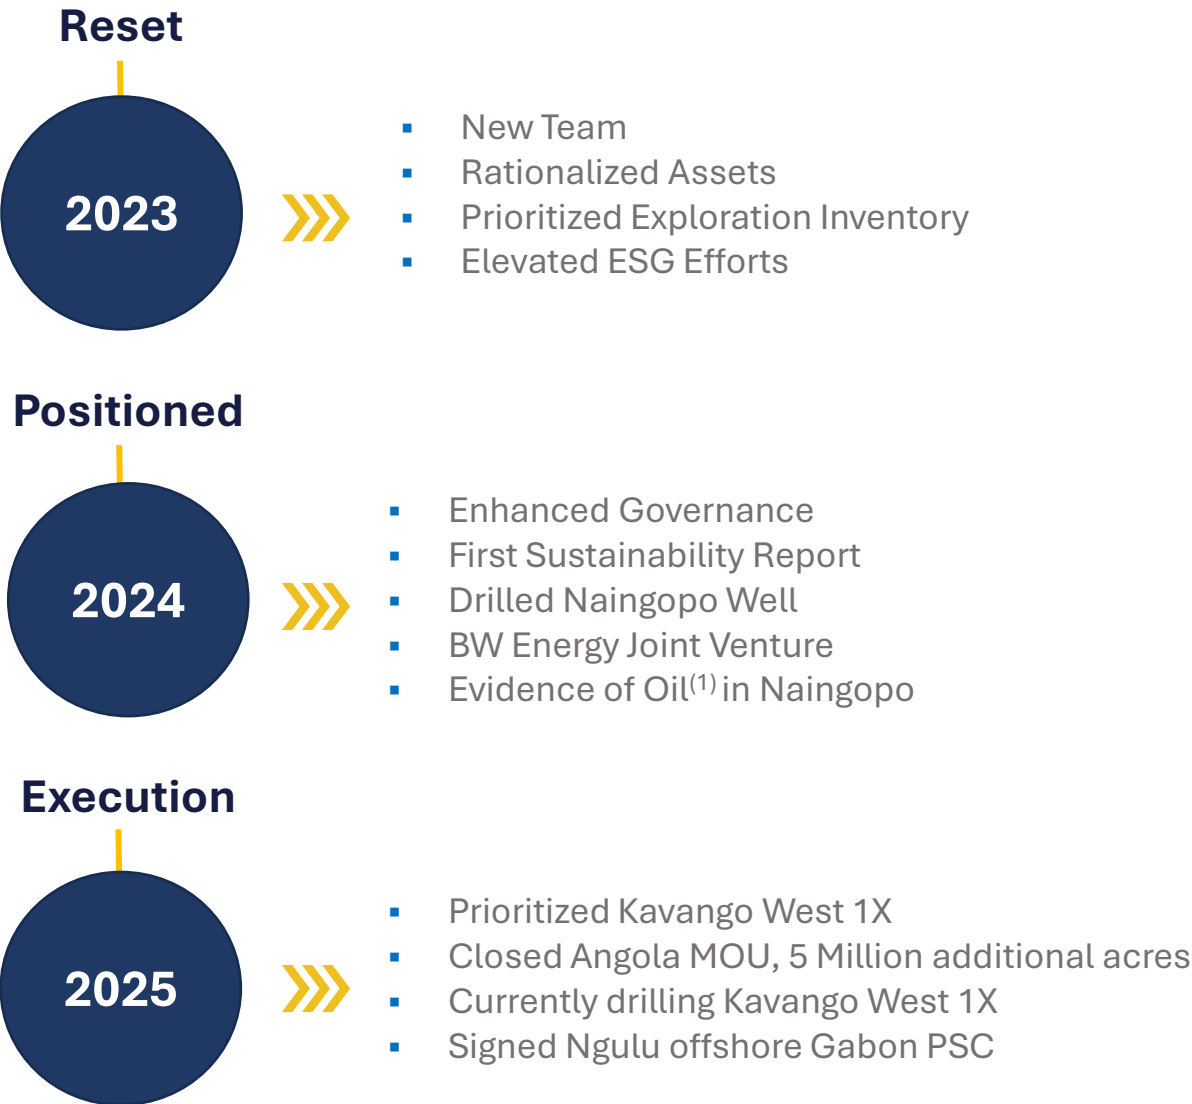 Reset
2023
▪ New Team
▪ Rationalized Assets
▪ Prioritized Exploration Inventory
▪ Elevated ESG Efforts
Positioned
2024
▪ Enhanced Governance
▪ First Sustainability Report
▪ Drilled Naingopo Well
▪ BW Energy Joint Venture
▪ Evidence of Oil(1) in Naingopo
Execution
2025
▪ Prioritized Kavango West 1X
▪ Closed Angola MOU, 5 Million additional acres
▪ Currently drilling Kavango West 1X
▪ Signed Ngulu offshore Gabon PSC